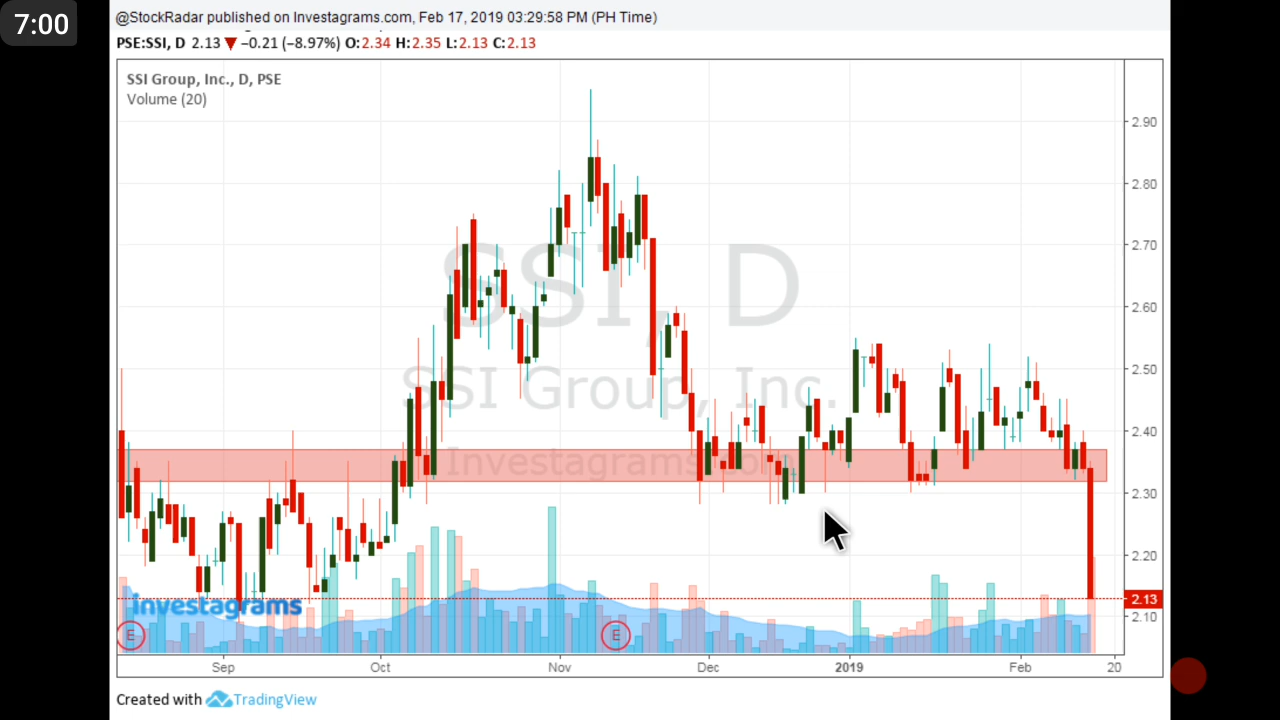 7:00
@StockRadar published on Investagrams.com, Feb 17, 2019 03:29:58 PM (PH Time)
PSE:SSI, D 2.13 ▼ −0.21 (−8.97%) O:2.34 H:2.35 L:2.13 C:2.13
SSI Group, Inc., D, PSE
Volume (20)
2.90
2.80
2.70
SSI, D
2.60
2.50
SSI Group, Inc.
2.40
Investagrams.com
2.30
2.20
2.13
investagrams
2.10
E E
Sep Oct Nov Dec 2019 Feb 20
Created with TradingView